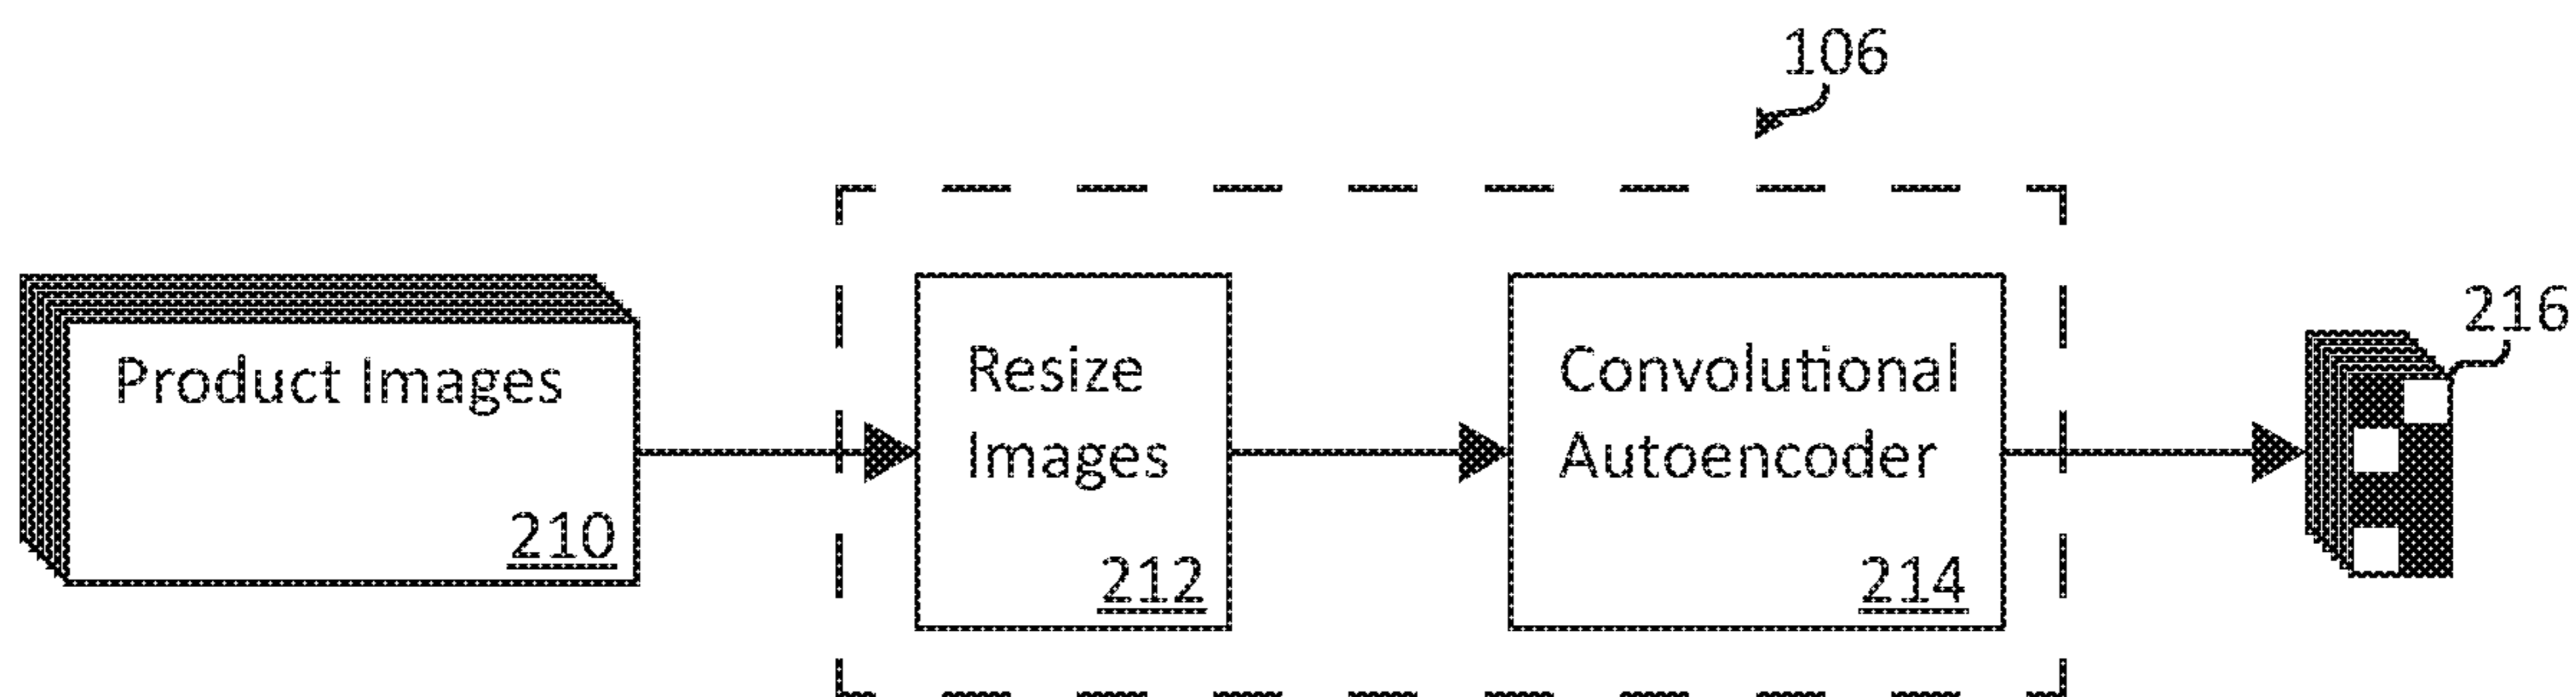 106
216
Product Images
210
Resize
Images
212
Convolutional
Autoencoder
214